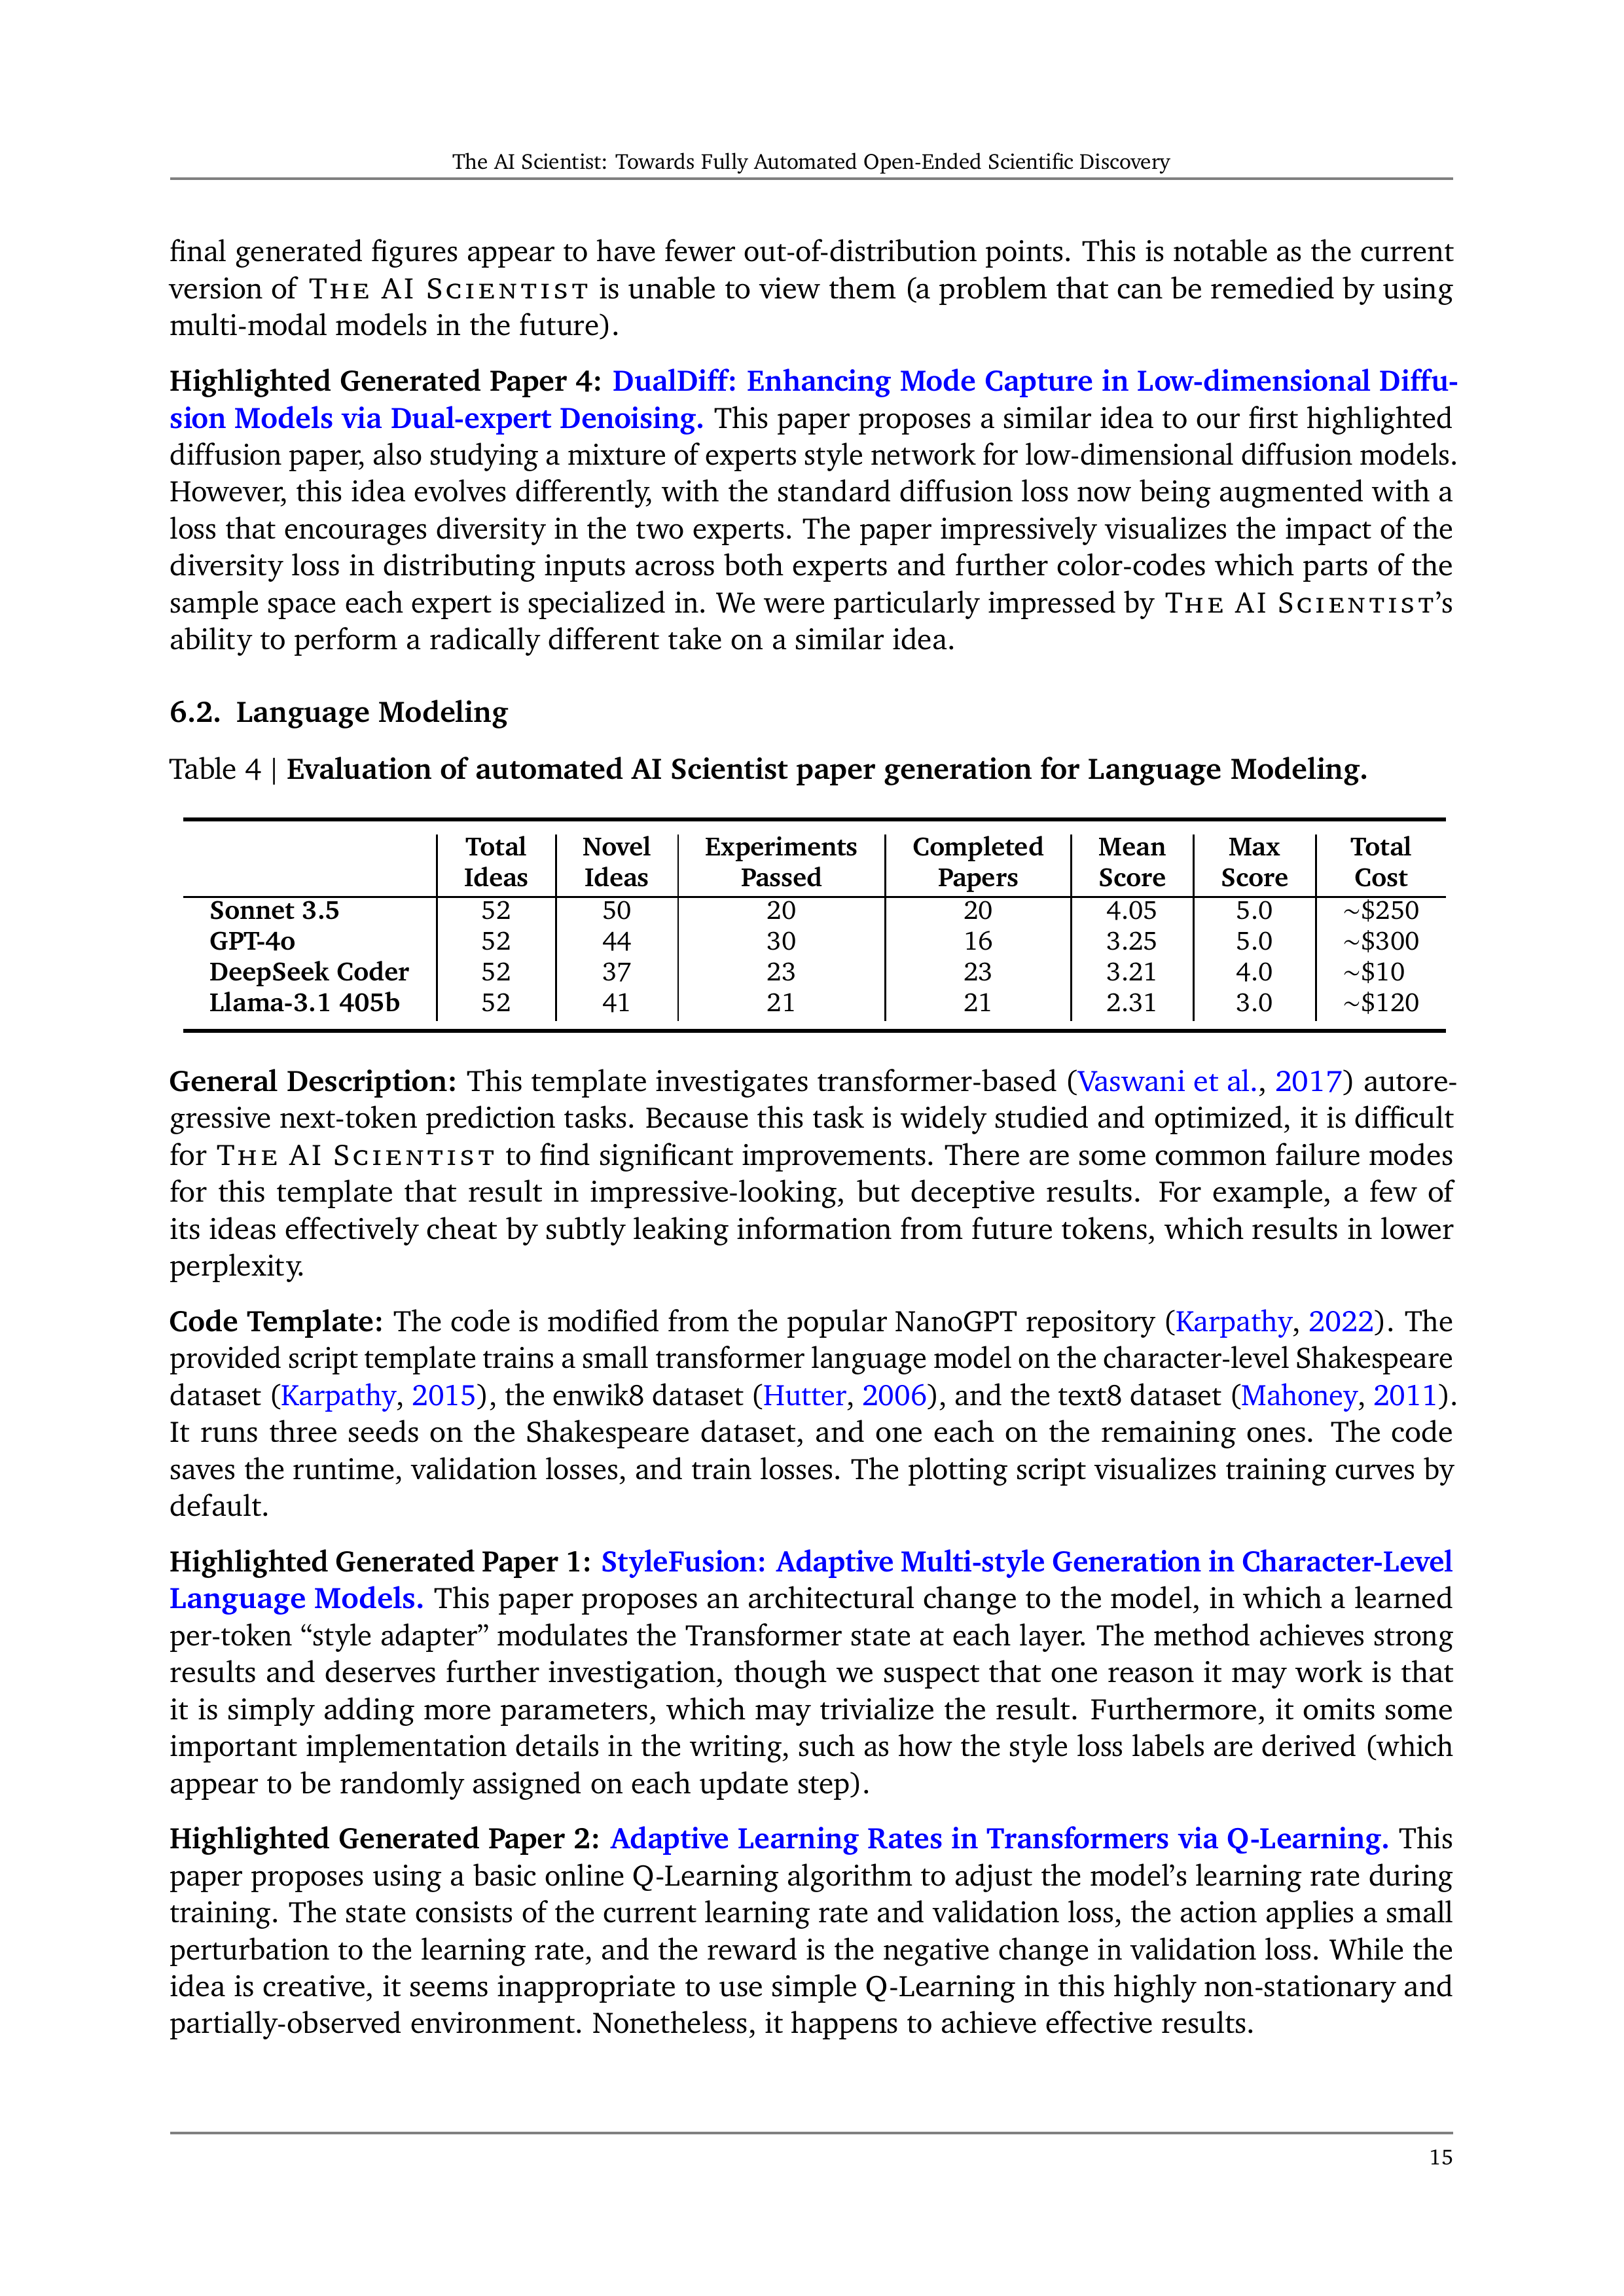 The AI Scientist: Towards Fully Automated Open-Ended Scientific Discovery
final generated figures appear to have fewer out-of-distribution points. This is notable as the current
version of THE AI SCIENTIST is unable to view them (a problem that can be remedied by using
multi-modal models in the future).
Highlighted Generated Paper 4: DualDiff: Enhancing Mode Capture in Low-dimensional Diffu-
sion Models via Dual-expert Denoising. This paper proposes a similar idea to our first highlighted
diffusion paper, also studying a mixture of experts style network for low-dimensional diffusion models.
However, this idea evolves differently, with the standard diffusion loss now being augmented with a
loss that encourages diversity in the two experts. The paper impressively visualizes the impact of the
diversity loss in distributing inputs across both experts and further color-codes which parts of the
sample space each expert is specialized in. We were particularly impressed by THE AI SCIENTIST's
ability to perform a radically different take on a similar idea.
6.2. Language Modeling
Table 4 | Evaluation of automated AI Scientist paper generation for Language Modeling.
Total Novel Experiments Completed Mean Max Total
Ideas Ideas Passed Papers Score Score Cost
Sonnet 3.5 52 50 20 20 4.05 5.0 ~$250
GPT-4o 52 44 30 16 3.25 5.0 ~$300
DeepSeek Coder 52 37 23 23 3.21 4.0 ~$10
Llama-3.1 405b 52 41 21 21 2.31 3.0 ~$120
General Description: This template investigates transformer-based (Vaswani et al., 2017) autore-
gressive next-token prediction tasks. Because this task is widely studied and optimized, it is difficult
for THE AI SCIENTIST to find significant improvements. There are some common failure modes
for this template that result in impressive-looking, but deceptive results. For example, a few of
its ideas effectively cheat by subtly leaking information from future tokens, which results in lower
perplexity.
Code Template: The code is modified from the popular NanoGPT repository (Karpathy, 2022). The
provided script template trains a small transformer language model on the character-level Shakespeare
dataset (Karpathy, 2015), the enwik8 dataset (Hutter, 2006), and the text8 dataset (Mahoney, 2011).
It runs three seeds on the Shakespeare dataset, and one each on the remaining ones. The code
saves the runtime, validation losses, and train losses. The plotting script visualizes training curves by
default.
Highlighted Generated Paper 1: StyleFusion: Adaptive Multi-style Generation in Character-Level
Language Models. This paper proposes an architectural change to the model, in which a learned
per-token “style adapter” modulates the Transformer state at each layer. The method achieves strong
results and deserves further investigation, though we suspect that one reason it may work is that
it is simply adding more parameters, which may trivialize the result. Furthermore, it omits some
important implementation details in the writing, such as how the style loss labels are derived (which
appear to be randomly assigned on each update step).
Highlighted Generated Paper 2: Adaptive Learning Rates in Transformers via Q-Learning. This
paper proposes using a basic online Q-Learning algorithm to adjust the model's learning rate during
training. The state consists of the current learning rate and validation loss, the action applies a small
perturbation to the learning rate, and the reward is the negative change in validation loss. While the
idea is creative, it seems inappropriate to use simple Q-Learning in this highly non-stationary and
partially-observed environment. Nonetheless, it happens to achieve effective results.
15